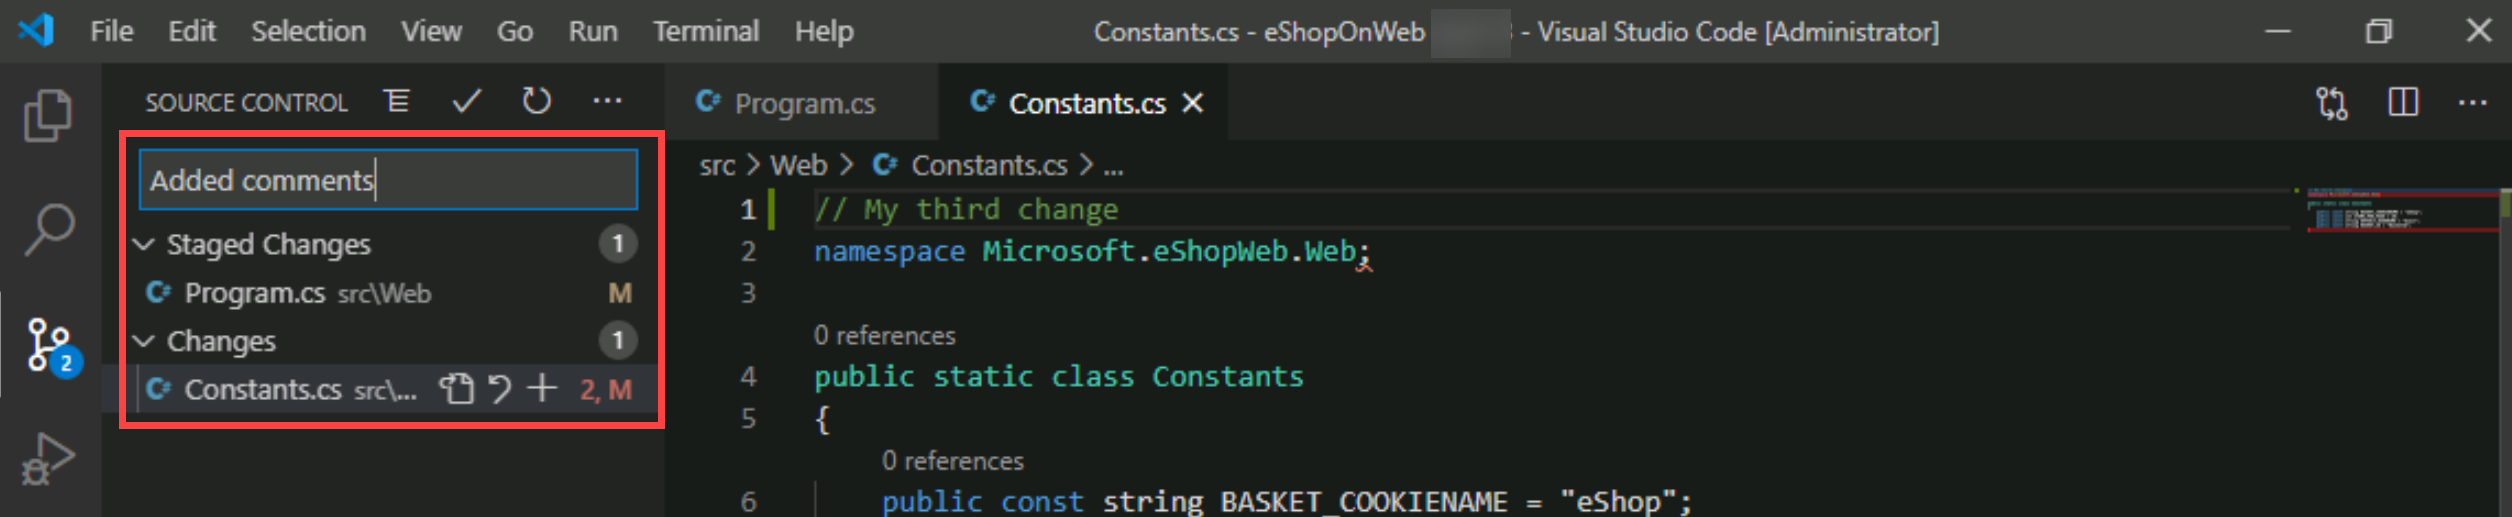 File Edit Selection View Go Run Terminal Help Constants.cs - eShopOnWeb - Visual Studio Code [Administrator]
SOURCE CONTROL
Program.cs
Constants.cs
Added comments
Staged Changes 1
Program.cs src\Web M
Changes 1
Constants.cs src\... 2, M
2
src > Web > Constants.cs > ...
1 // My third change
2 namespace Microsoft.eShopWeb.Web;
3
0 references
4 public static class Constants
5 {
0 references
6 public const string BASKET_COOKIENAME = "eShop";